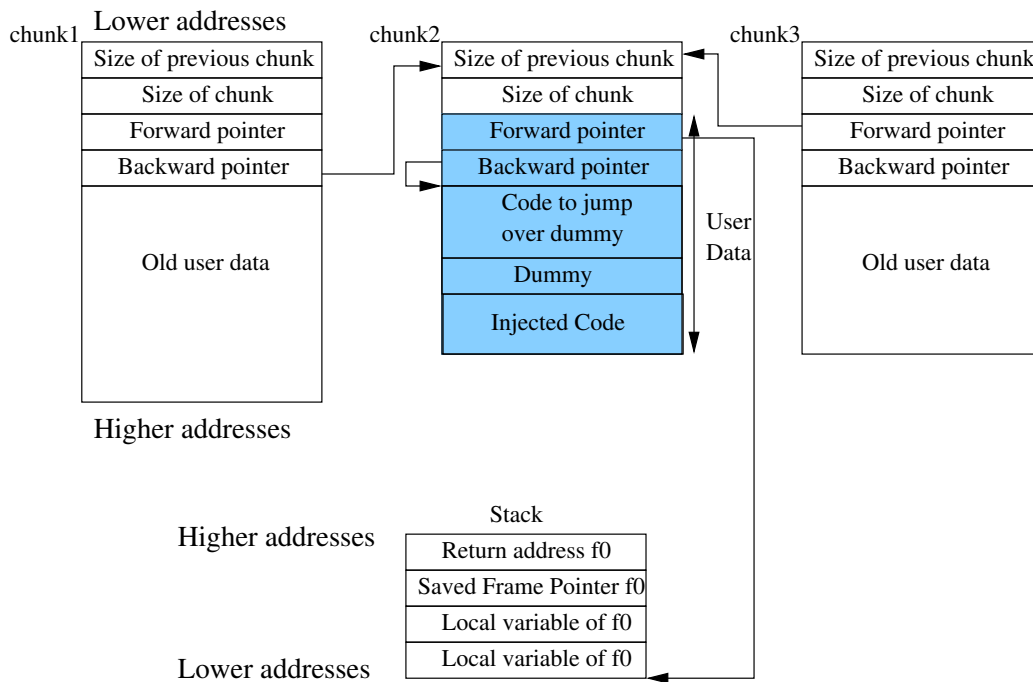 Lower addresses
chunk1
Size of previous chunk
Size of chunk
Forward pointer
Backward pointer
Old user data
Higher addresses
chunk2
Size of previous chunk
Size of chunk
Forward pointer
Backward pointer
Code to jump
over dummy
Dummy
Injected Code
User
Data
chunk3
Size of previous chunk
Size of chunk
Forward pointer
Backward pointer
Old user data
Stack
Higher addresses
Return address f0
Saved Frame Pointer f0
Local variable of f0
Local variable of f0
Lower addresses